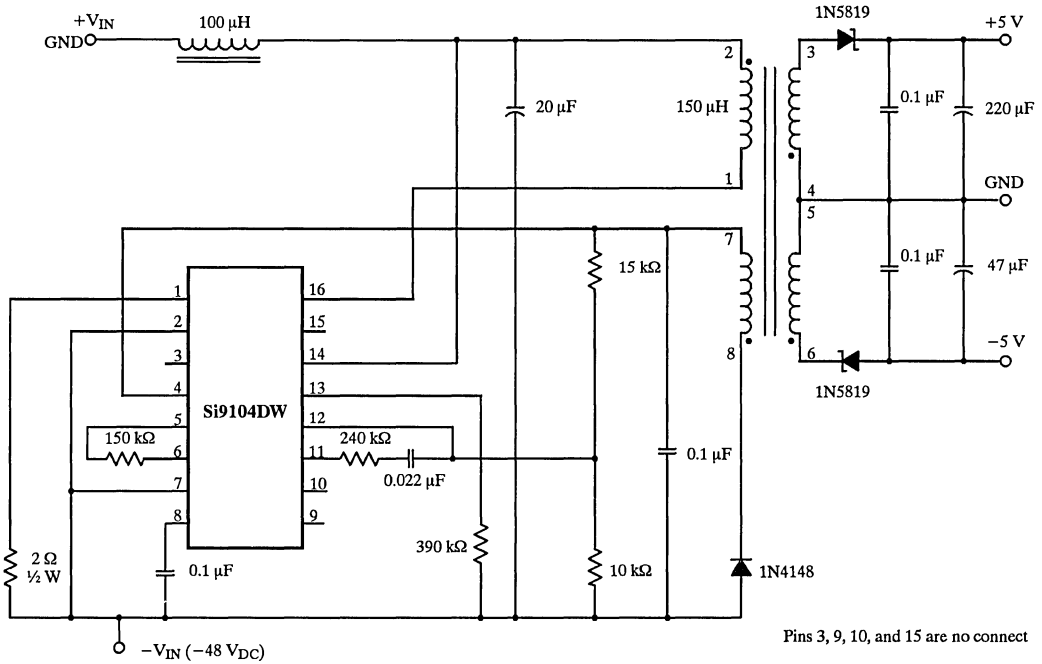 +VIN
GND
100 µH
1N5819
+5 V
2
3
20 µF
150 µH
0.1 µF
220 µF
1
4
GND
5
7
15 kΩ
0.1 µF
47 µF
1
16
2
15
3
14
8
6
−5 V
4
13
1N5819
Si9104DW
5
12
150 kΩ
240 kΩ
6
11
0.022 µF
0.1 µF
7
10
8
9
2 Ω
½ W
0.1 µF
390 kΩ
10 kΩ
1N4148
−VIN (−48 VDC)
Pins 3, 9, 10, and 15 are no connect